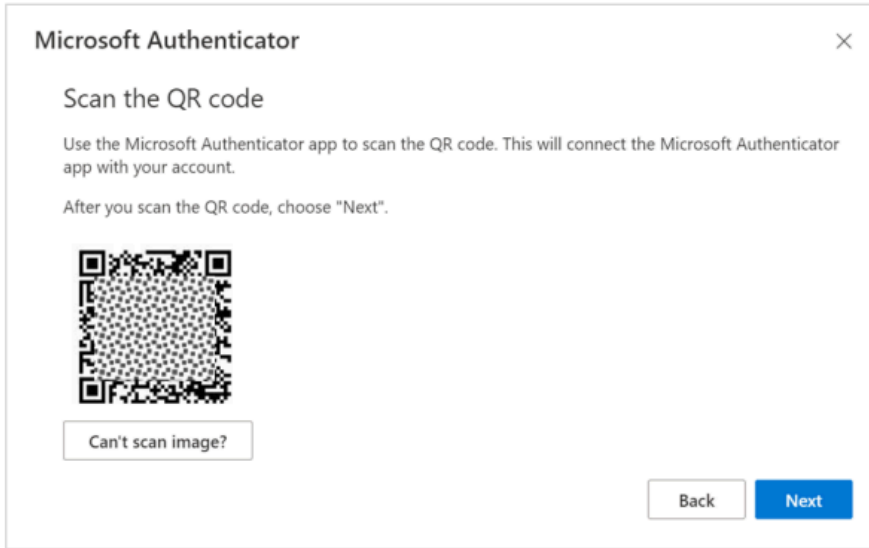 Microsoft Authenticator
Scan the QR code
Use the Microsoft Authenticator app to scan the QR code. This will connect the Microsoft Authenticator
app with your account.
After you scan the QR code, choose "Next".
Can't scan image?
Back
Next